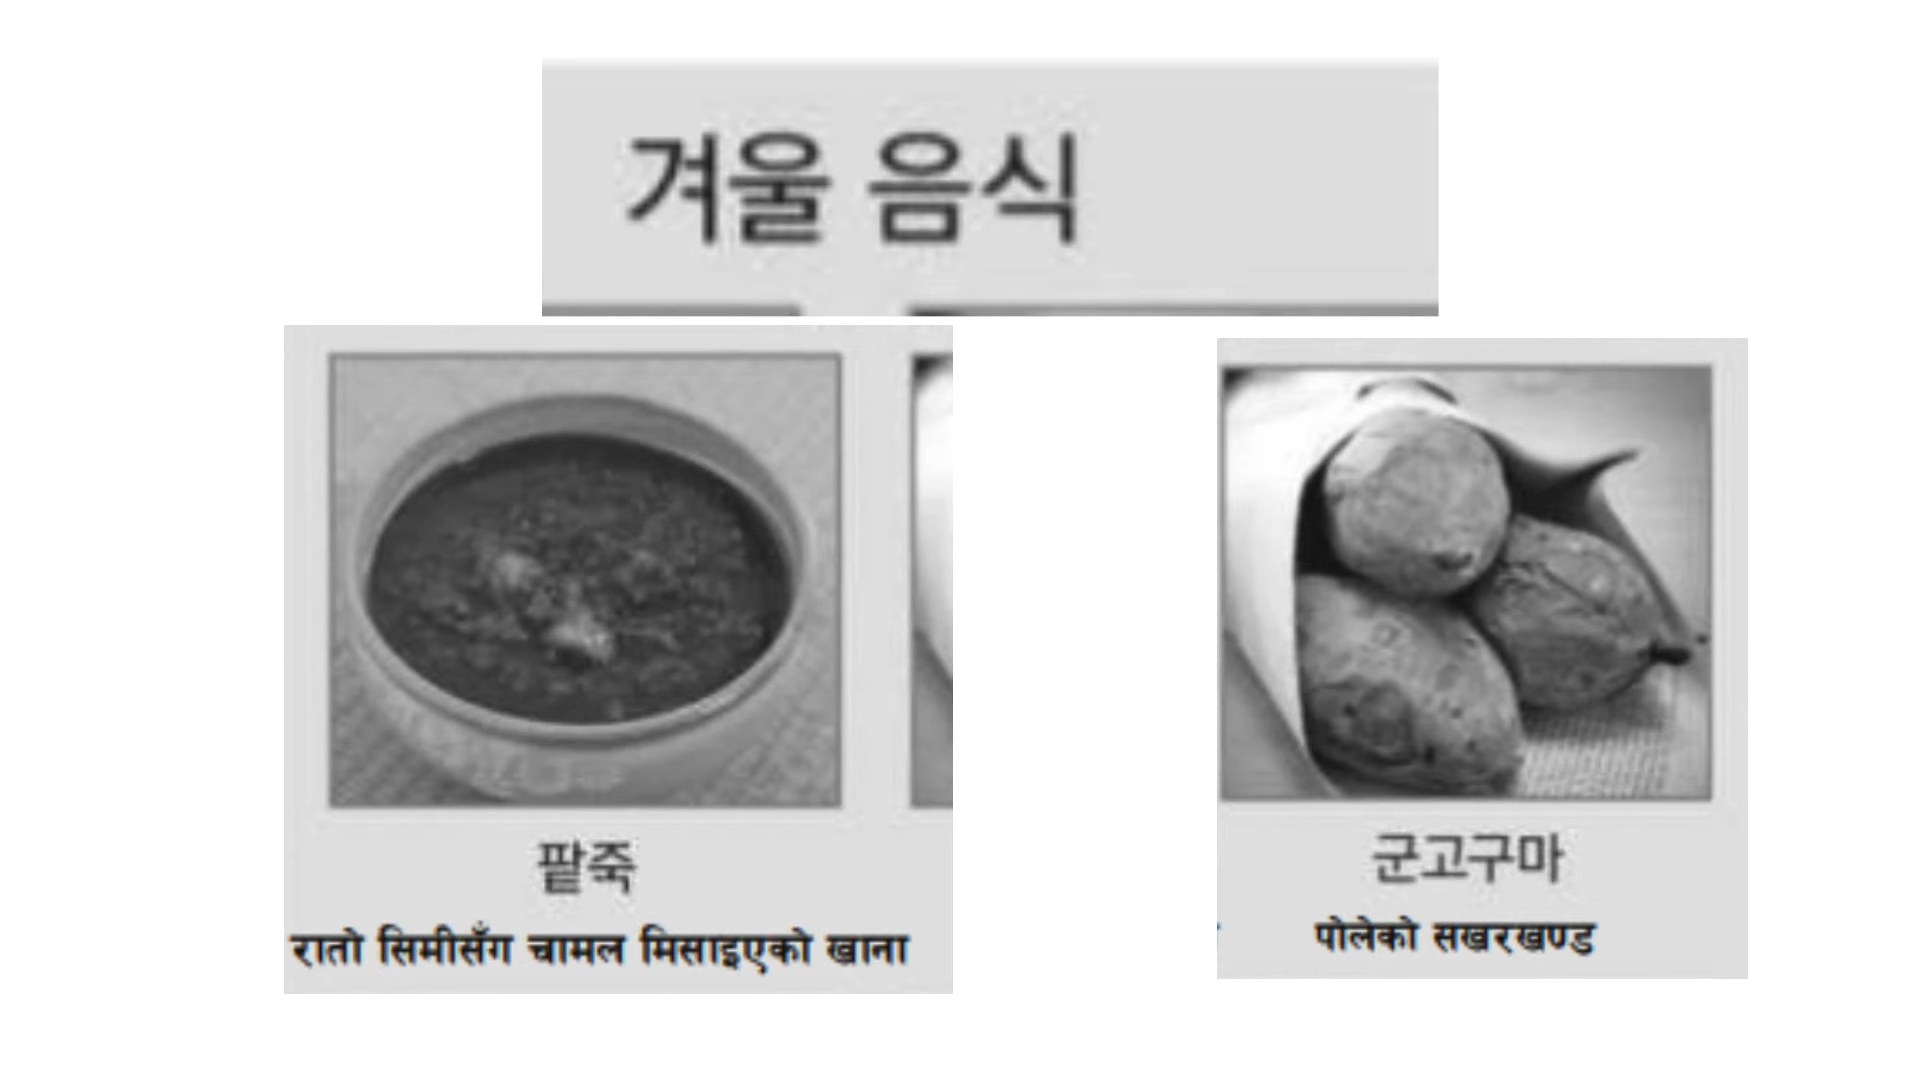 겨울 음식
팥죽
रातो सिमीसँग चामल मिसाइएको खाना
군고구마
पोलेको सखरखण्ड